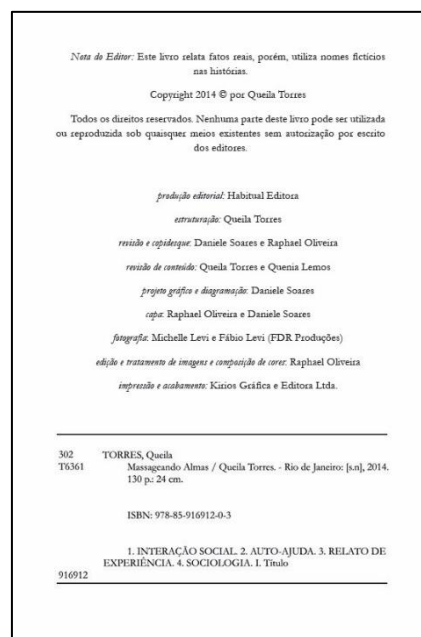 Nota do Editor: Este livro relata fatos reais, porém, utiliza nomes fictícios
nas histórias.
Copyright 2014 © por Queila Torres
Todos os direitos reservados. Nenhuma parte deste livro pode ser utilizada
ou reproduzida sob quaisquer meios existentes sem autorização por escrito
dos editores.
produção editorial: Habitual Editora
estruturação: Queila Torres
revisão e copidesque: Daniele Soares e Raphael Oliveira
revisão de conteúdo: Queila Torres e Quenia Lemos
projeto gráfico e diagramação: Daniele Soares
capa: Raphael Oliveira e Daniele Soares
fotografia: Michelle Levi e Fábio Levi (FDR Produções)
edição e tratamento de imagens e composição de cores: Raphael Oliveira
impressão e acabamento: Kirios Gráfica e Editora Ltda.
302 TORRES, Queila
T6361 Massageando Almas / Queila Torres. - Rio de Janeiro: [s.n], 2014.
130 p.: 24 cm.
ISBN: 978-85-916912-0-3
1. INTERAÇÃO SOCIAL. 2. AUTO-AJUDA. 3. RELATO DE
EXPERIÊNCIA. 4. SOCIOLOGIA. I. Título
916912